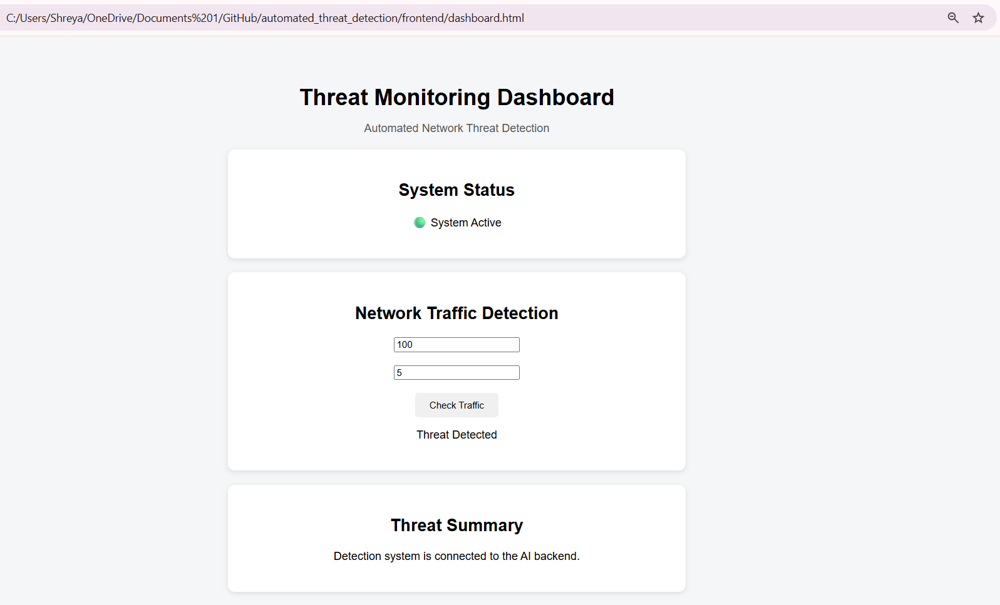 C:/Users/Shreya/OneDrive/Documents%201/GitHub/automated_threat_detection/frontend/dashboard.html
Threat Monitoring Dashboard
Automated Network Threat Detection
System Status
System Active
Network Traffic Detection
100
5
Check Traffic
Threat Detected
Threat Summary
Detection system is connected to the AI backend.